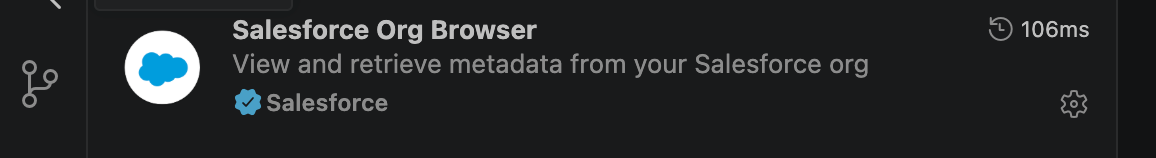 Salesforce Org Browser
106ms
View and retrieve metadata from your Salesforce org
Salesforce